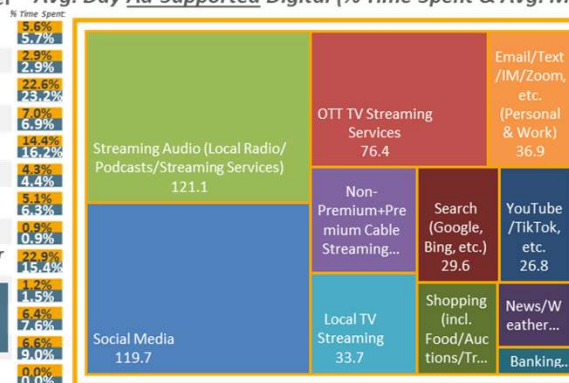 Avg. Day Ad-Supported Digital (% Time Spent & Avg.
% Time Spent:
5.6%
5.7%
2.9%
2.9%
22.6%
23.2%
7.0%
6.9%
14.4%
16.2%
4.3%
4.4%
5.1%
6.3%
0.9%
0.9%
22.9%
15.4%
1.2%
1.5%
6.4%
7.6%
6.6%
9.0%
0.0%
0.0%
Streaming Audio (Local Radio/
Podcasts/Streaming Services)
121.1
Social Media
119.7
OTT TV Streaming
Services
76.4
Email/Text
/IM/Zoom,
etc.
(Personal
& Work)
36.9
Non-
Premium+Pre
mium Cable
Streaming...
Search
(Google,
Bing, etc.)
29.6
YouTube
/TikTok,
etc.
26.8
Local TV
Streaming
33.7
Shopping
(incl.
Food/Auc
tions/Tr...
News/W
eather...
Banking...